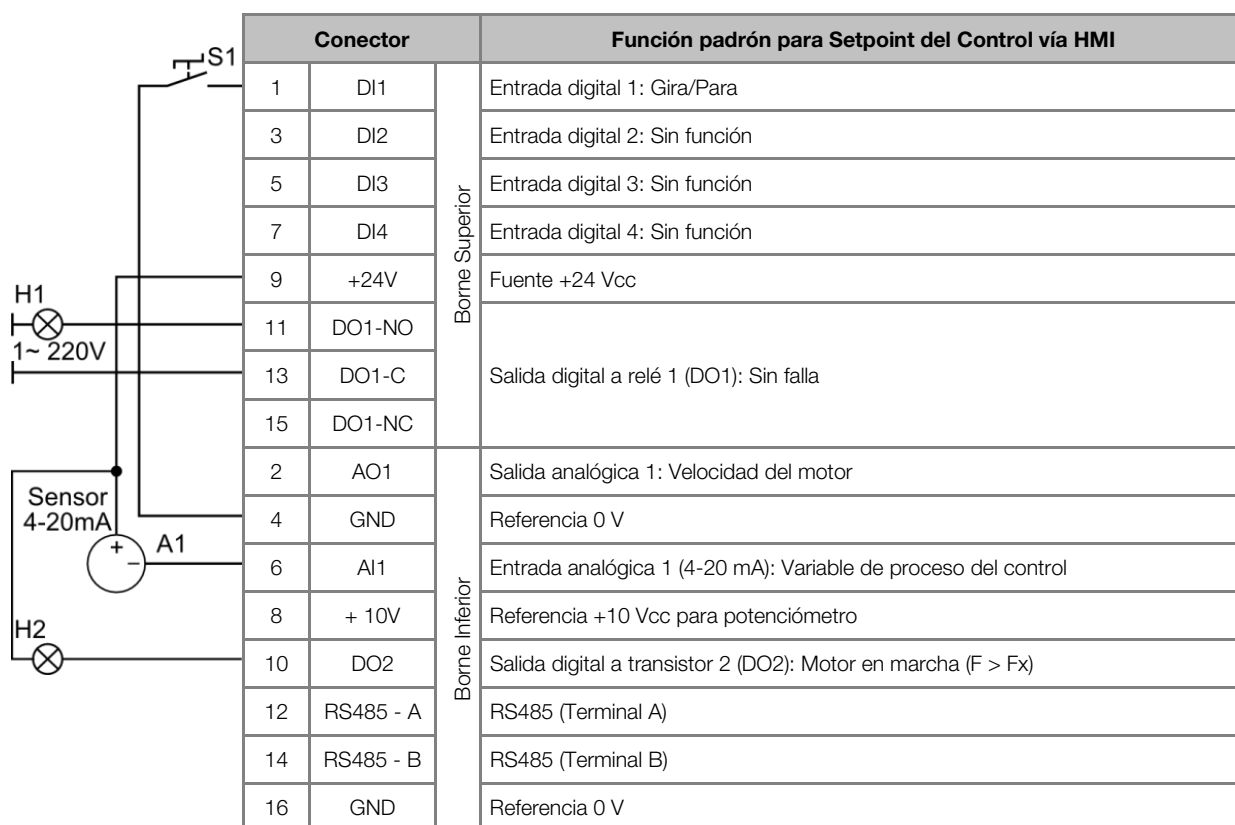 S1
Conector Función padrón para Setpoint del Control vía HMI
1 DI1 Entrada digital 1: Gira/Para
3 DI2 Entrada digital 2: Sin función
5 DI3 Entrada digital 3: Sin función
7 DI4 Entrada digital 4: Sin función
Borne Superior
9 +24V Fuente +24 Vcc
H1
11 DO1-NO
1~ 220V
13 DO1-C Salida digital a relé 1 (DO1): Sin falla
15 DO1-NC
2 AO1 Salida analógica 1: Velocidad del motor
Sensor
4-20mA
4 GND Referencia 0 V
+ − A1
6 AI1 Entrada analógica 1 (4-20 mA): Variable de proceso del control
Borne Inferior
8 + 10V Referencia +10 Vcc para potenciómetro
H2
10 DO2 Salida digital a transistor 2 (DO2): Motor en marcha (F > Fx)
12 RS485 - A RS485 (Terminal A)
14 RS485 - B RS485 (Terminal B)
16 GND Referencia 0 V